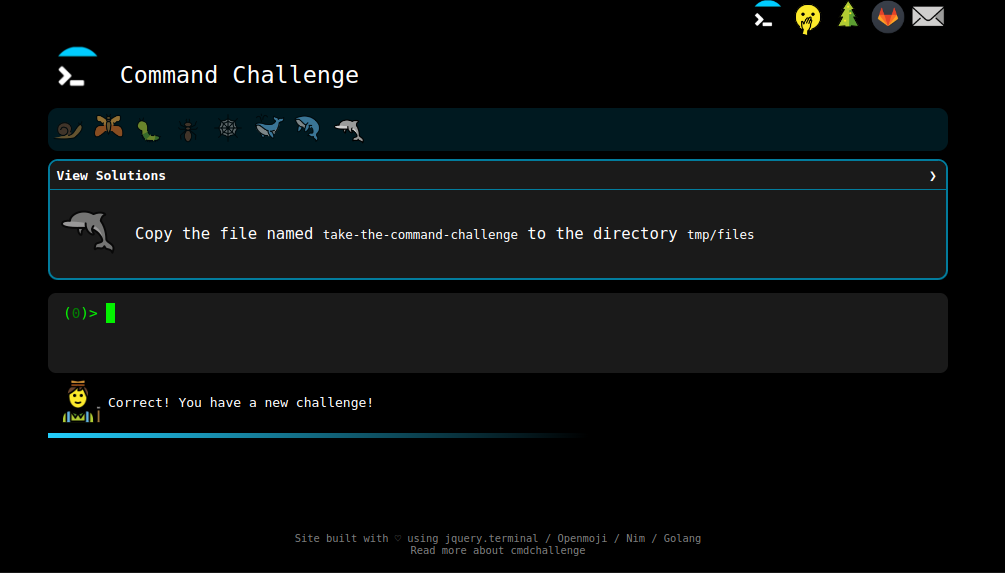 Command Challenge
View Solutions ❯
Copy the file named take-the-command-challenge to the directory tmp/files
(0)>
Correct! You have a new challenge!
Site built with ♡ using jquery.terminal / Openmoji / Nim / Golang
Read more about cmdchallenge